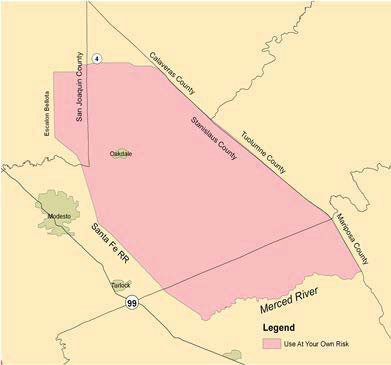 4
Calaveras County
San Joaquin County
Escalon Bellota
Stanislaus County
Tuolumne County
Oakdale
Modesto
Santa Fe RR
Mariposa County
Turlock
99
Merced River
Legend
Use At Your Own Risk